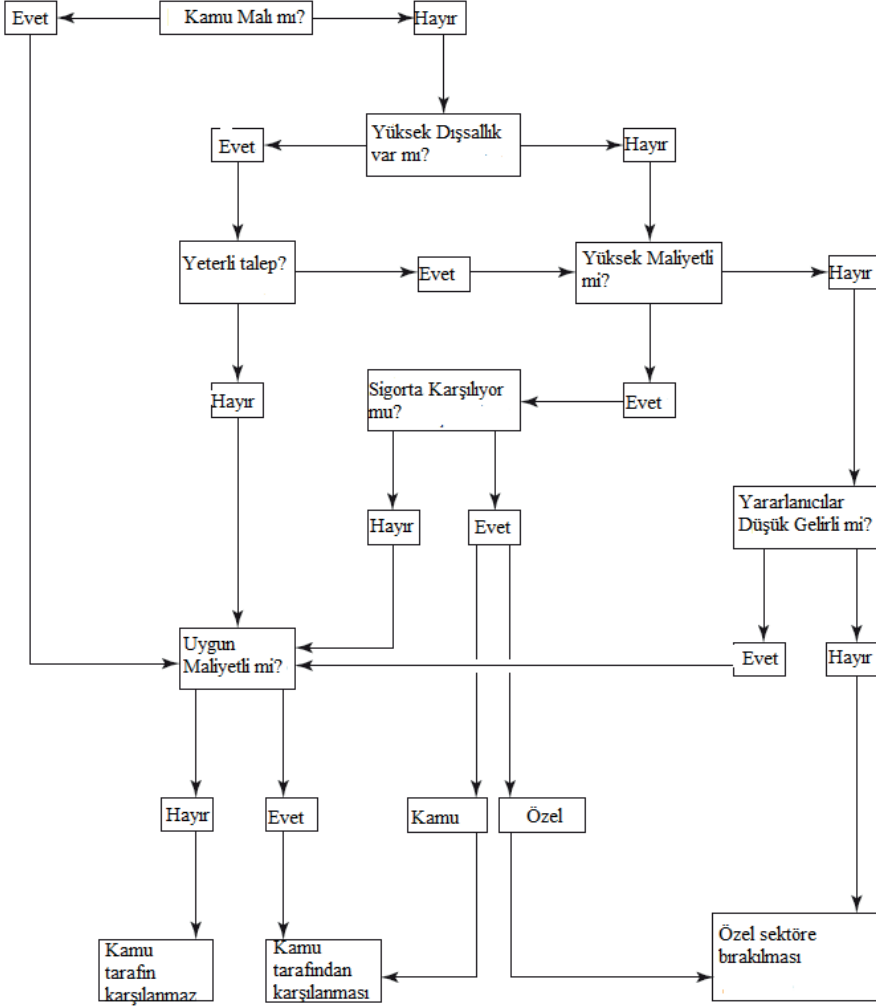 Evet
Kamu Malı mı?
Hayır
Yüksek Dışsallık
var mı?
Evet
Hayır
Yeterli talep?
Evet
Yüksek Maliyetli
mi?
Hayır
Hayır
Sigorta Karşılıyor
mu?
Evet
Yararlanıcılar
Düşük Gelirli mi?
Hayır
Evet
Uygun
Maliyetli mi?
Evet
Hayır
Hayır
Evet
Kamu
Özel
Kamu
tarafin
karşılanmaz
Kamu
tarafından
karşılanması
Özel sektöre
bırakılması